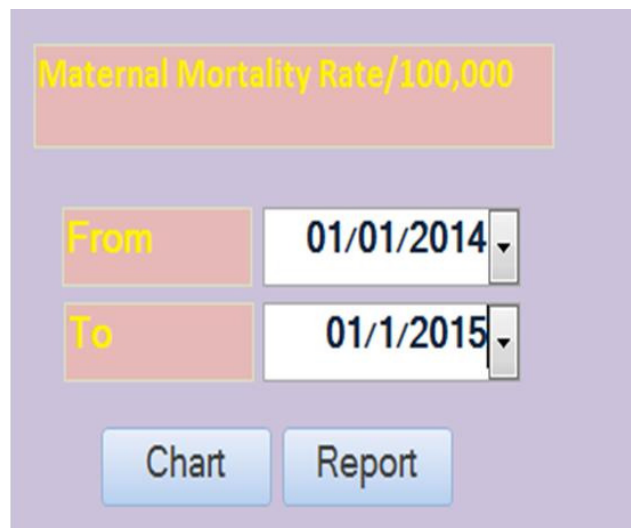 Maternal Mortality Rate/100,000
From 01/01/2014
To 01/1/2015
Chart Report